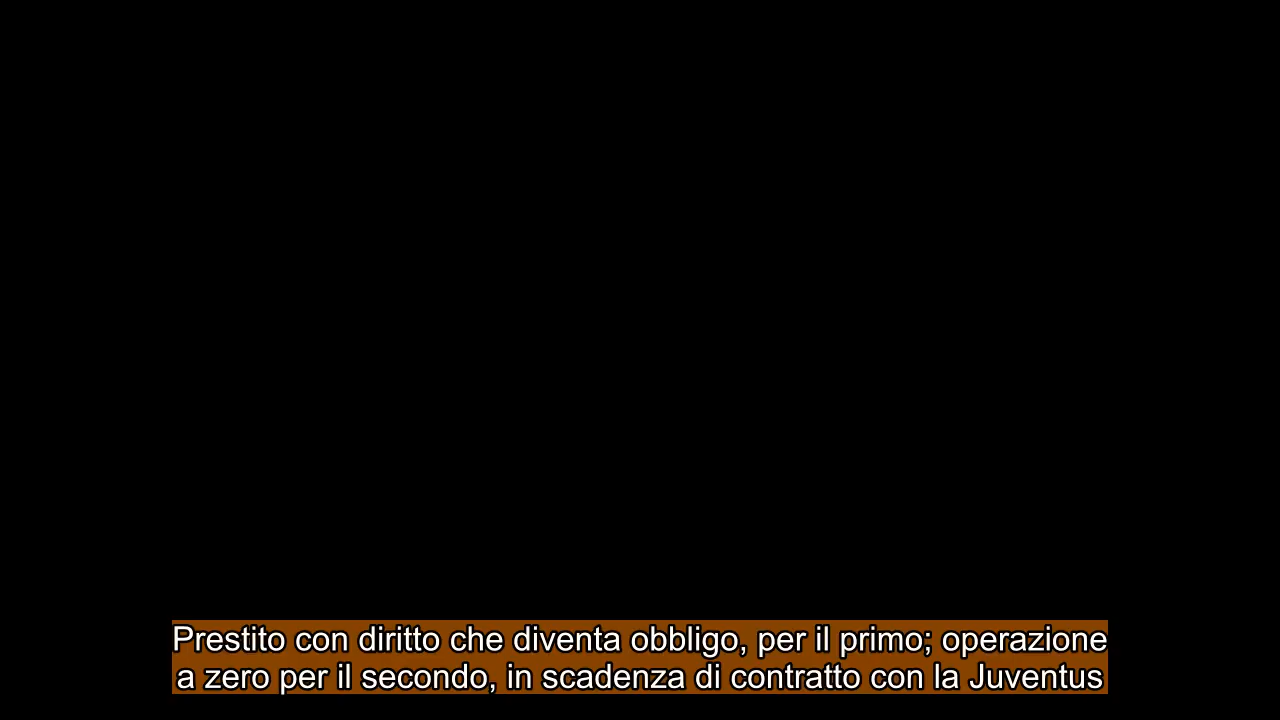 Prestito con diritto che diventa obbligo, per il primo; operazione
a zero per il secondo, in scadenza di contratto con la Juventus